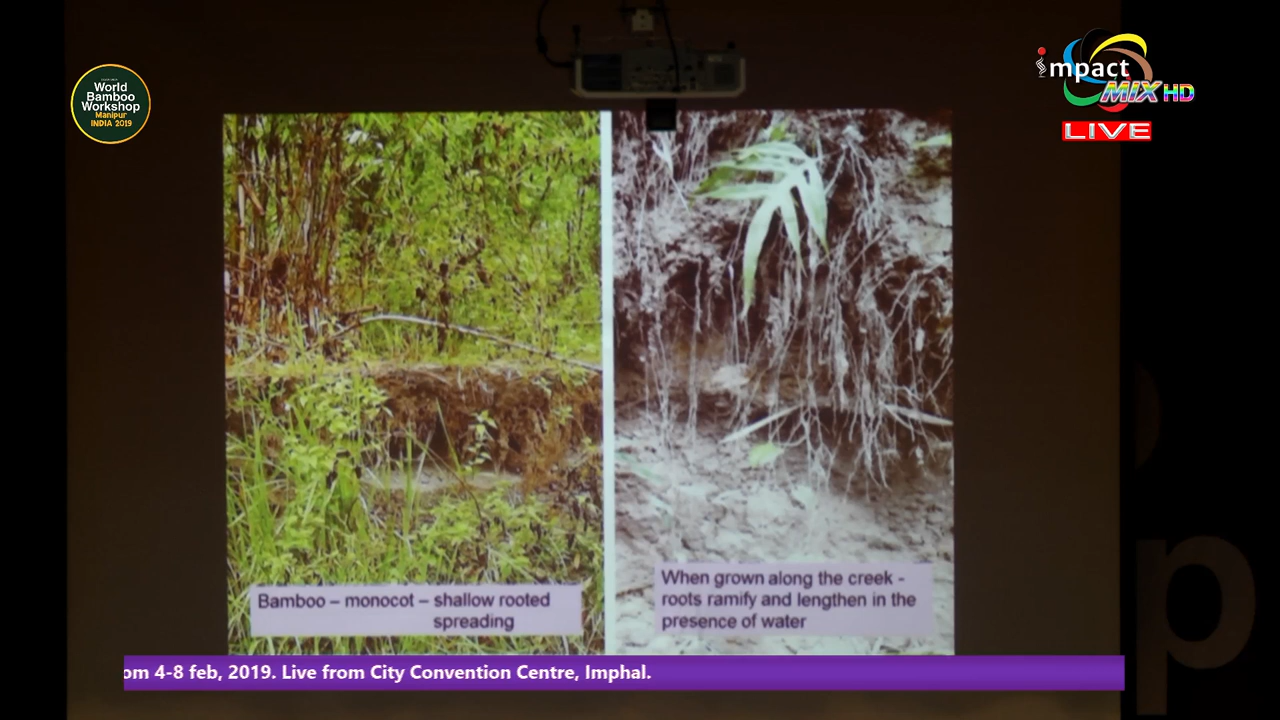 World
Bamboo
Workshop
Manipur
INDIA 2019
impact
MIX HD
LIVE
Bamboo – monocot – shallow rooted
spreading
When grown along the creek -
roots ramify and lengthen in the
presence of water
om 4-8 feb, 2019. Live from City Convention Centre, Imphal.
p